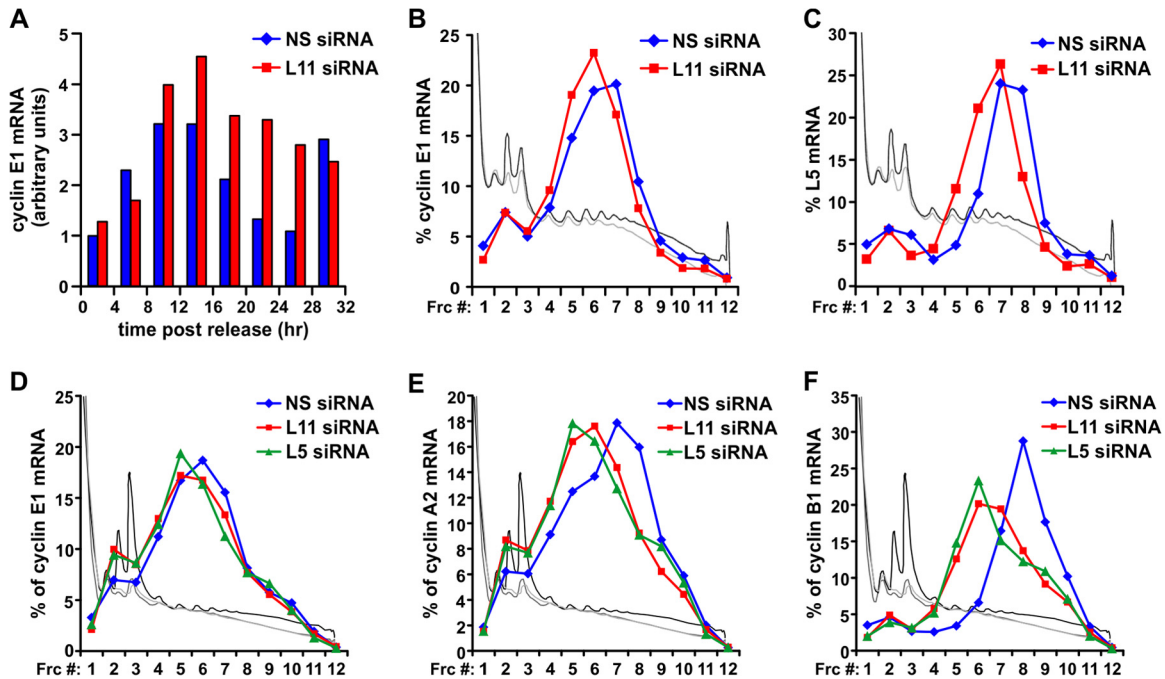 A
NS siRNA
L11 siRNA
cyclin E1 mRNA
(arbitrary units)
5
4
3
2
1
0
0 4 8 12 14 18 22 28 32
time post release (hr)
B
NS siRNA
L11 siRNA
% cyclin E1 mRNA
25
20
15
10
5
0
Frc #: 1 2 3 4 5 6 7 8 9 10 11 12
C
NS siRNA
L11 siRNA
% L5 mRNA
30
25
20
15
10
5
0
Frc #: 1 2 3 4 5 6 7 8 9 10 11 12
D
NS siRNA
L11 siRNA
L5 siRNA
% of cyclin E1 mRNA
25
20
15
10
5
0
Frc #: 1 2 3 4 5 6 7 8 9 10 11 12
E
NS siRNA
L11 siRNA
L5 siRNA
% of cyclin A2 mRNA
20
18
16
14
12
10
8
6
4
2
0
Frc #: 1 2 3 4 5 6 7 8 9 10 11 12
F
NS siRNA
L11 siRNA
L5 siRNA
% of cyclin B1 mRNA
35
30
25
20
15
10
5
0
Frc #: 1 2 3 4 5 6 7 8 9 10 11 12